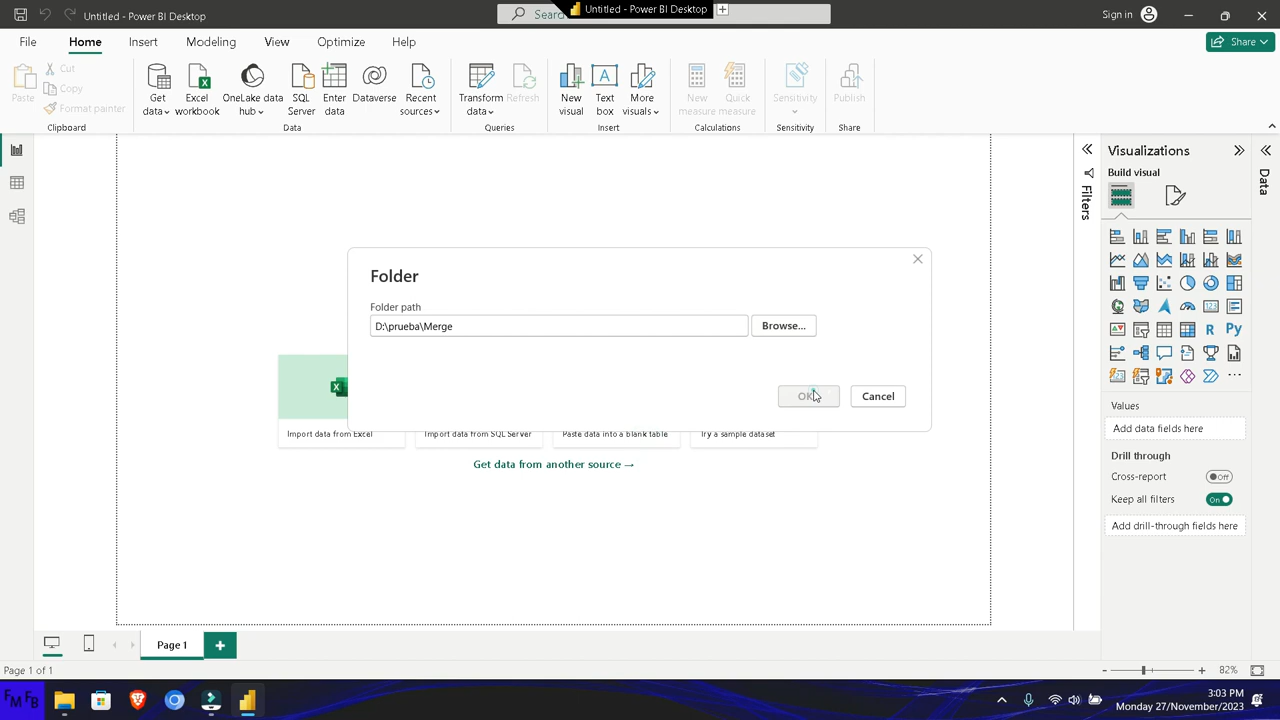 Untitled - Power BI Desktop
Search
Untitled - Power BI Desktop
Sign in
File
Home
Insert
Modeling
View
Optimize
Help
Share
Paste
Cut
Copy
Format painter
Clipboard
Get data
Excel workbook
OneLake data hub
SQL Server
Enter data
Dataverse
Recent sources
Data
Transform data
Refresh
Queries
New visual
Text box
More visuals
Insert
New measure
Quick measure
Calculations
Sensitivity
Sensitivity
Publish
Share
Filters
Visualizations
Build visual
Data
Folder
Folder path
D:\prueba\Merge
Browse...
OK
Cancel
Import data from Excel
Import data from SQL Server
Paste data into a blank table
Try a sample dataset
Get data from another source →
R
Py
123
Values
Add data fields here
Drill through
Cross-report
Off
Keep all filters
On
Add drill-through fields here
Page 1
Page 1 of 1
82%
FM FB
3:03 PM
Monday 27/November/2023